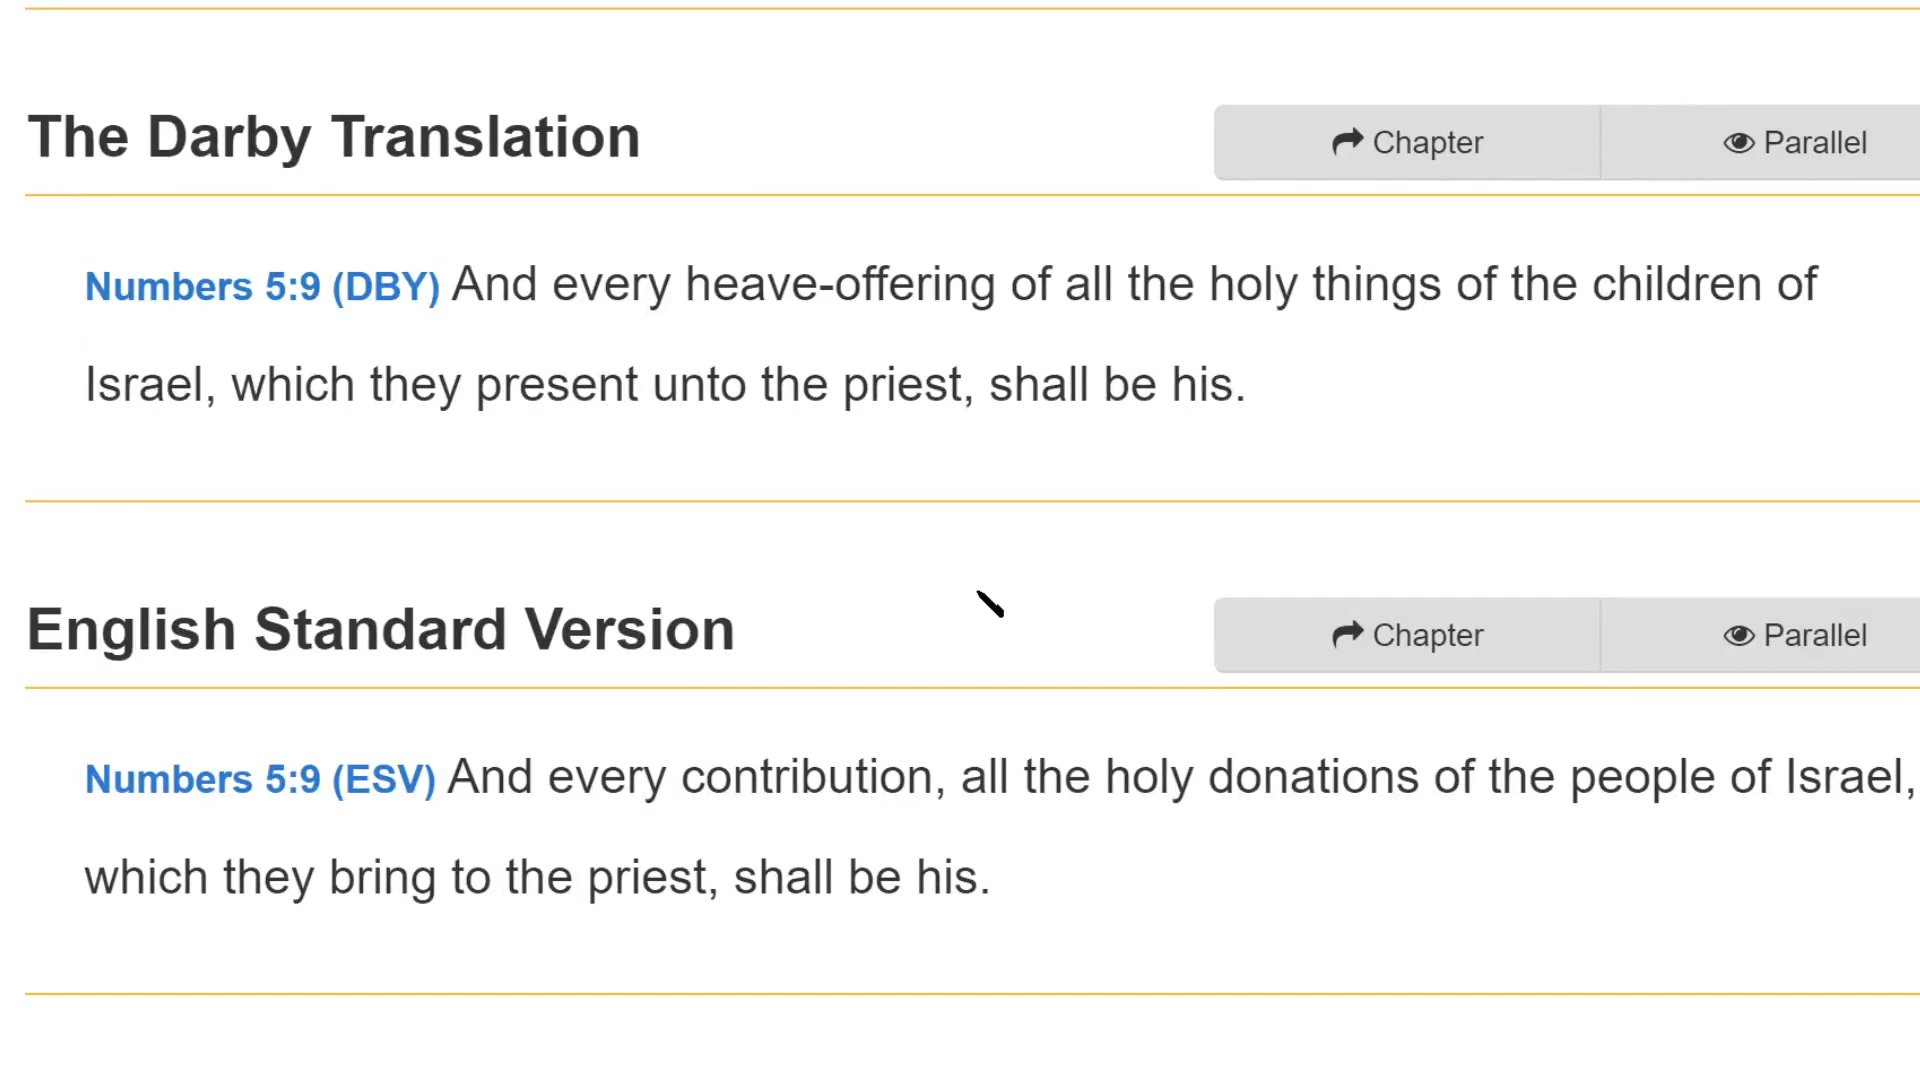 The Darby Translation
Chapter
Parallel
Numbers 5:9 (DBY) And every heave-offering of all the holy things of the children of
Israel, which they present unto the priest, shall be his.
English Standard Version
Chapter
Parallel
Numbers 5:9 (ESV) And every contribution, all the holy donations of the people of Israel,
which they bring to the priest, shall be his.